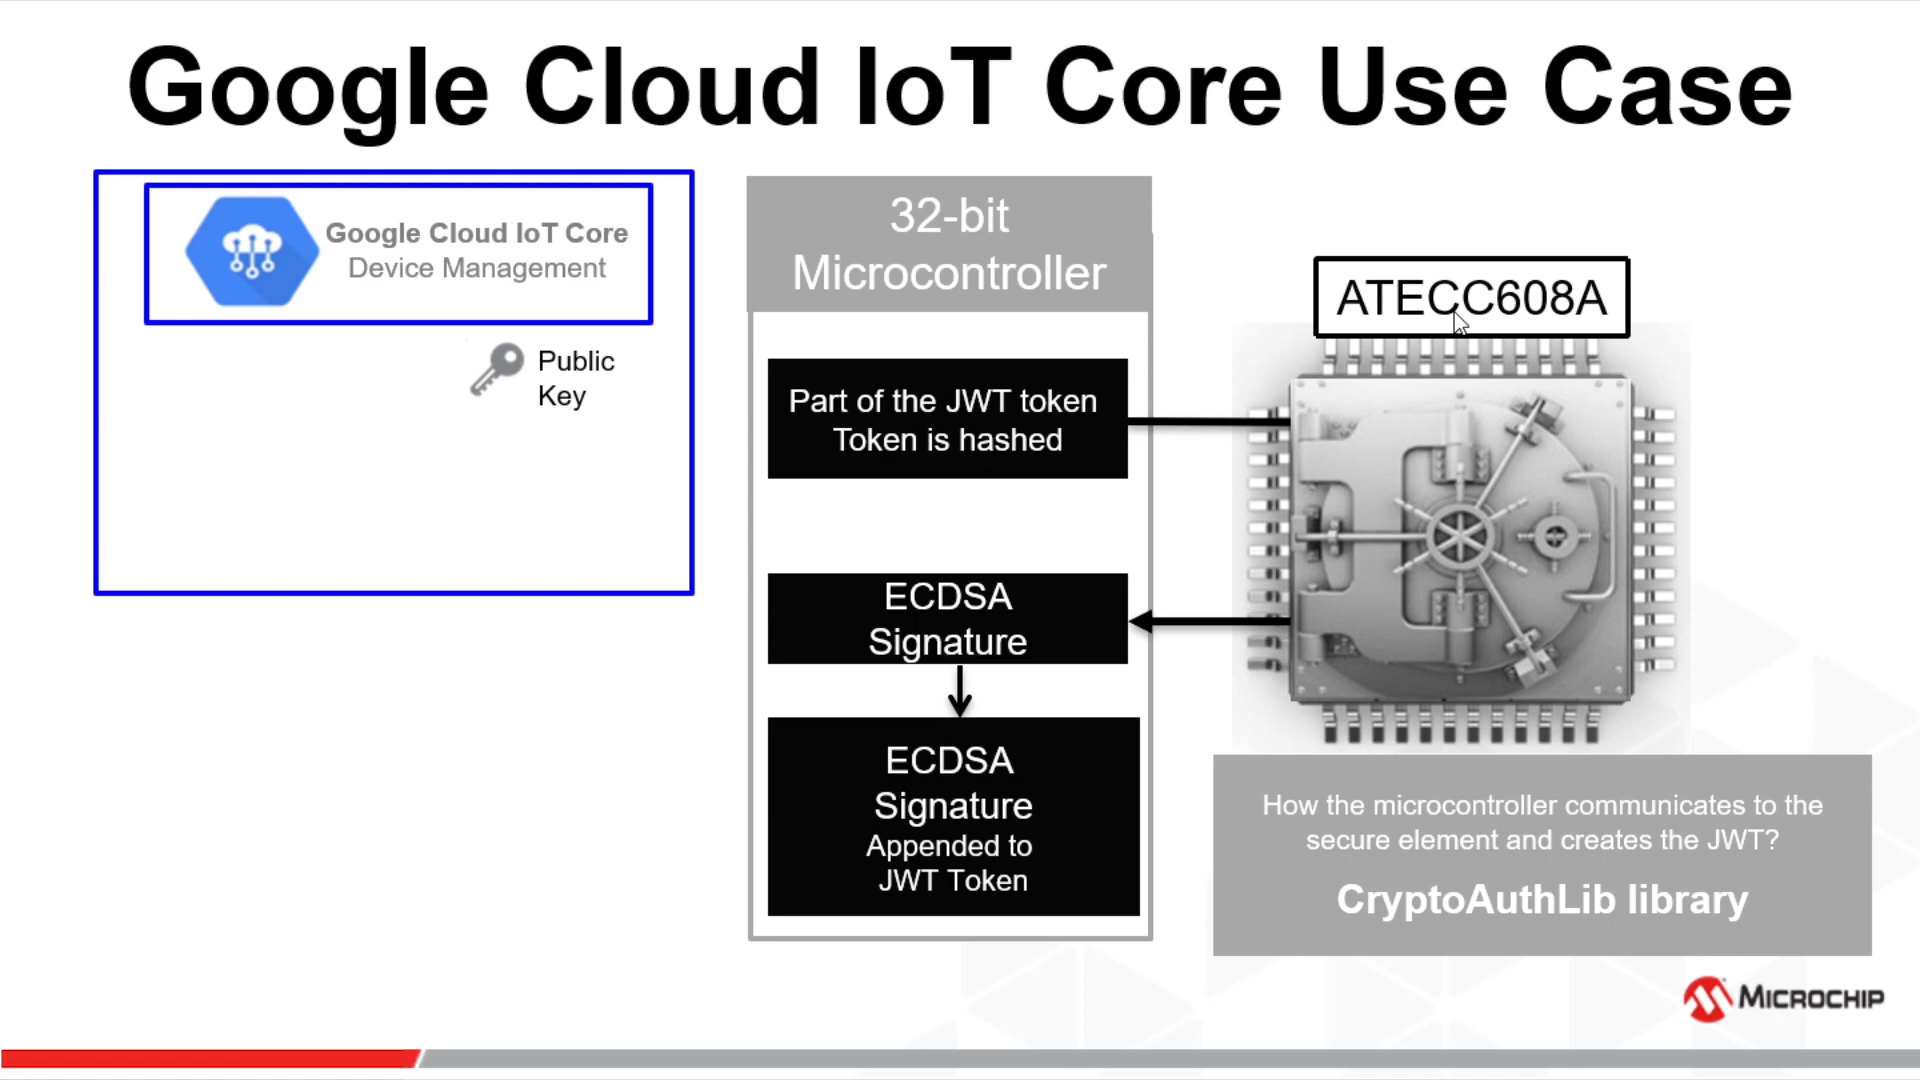 Google Cloud IoT Core Use Case
Google Cloud IoT Core
Device Management
Public
Key
32-bit
Microcontroller
Part of the JWT token
Token is hashed
ECDSA
Signature
ECDSA
Signature
Appended to
JWT Token
ATECC608A
How the microcontroller communicates to the
secure element and creates the JWT?
CryptoAuthLib library
MICROCHIP